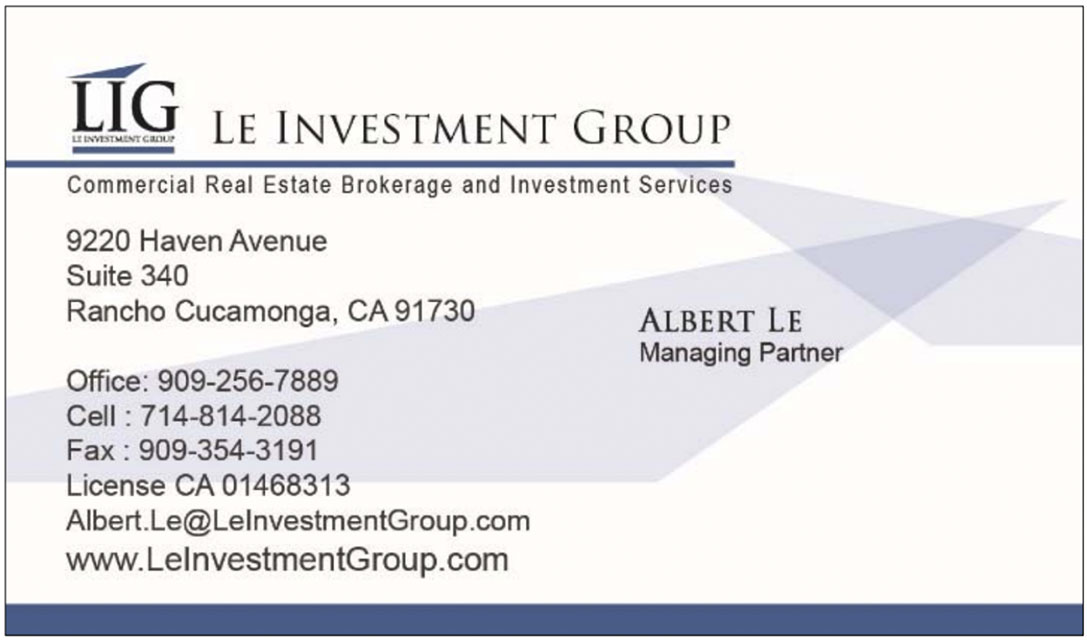 LIG
LE INVESTMENT GROUP
LE INVESTMENT GROUP
Commercial Real Estate Brokerage and Investment Services
9220 Haven Avenue
Suite 340
Rancho Cucamonga, CA 91730
ALBERT LE
Managing Partner
Office: 909-256-7889
Cell : 714-814-2088
Fax : 909-354-3191
License CA 01468313
Albert.Le@LeInvestmentGroup.com
www.LeInvestmentGroup.com